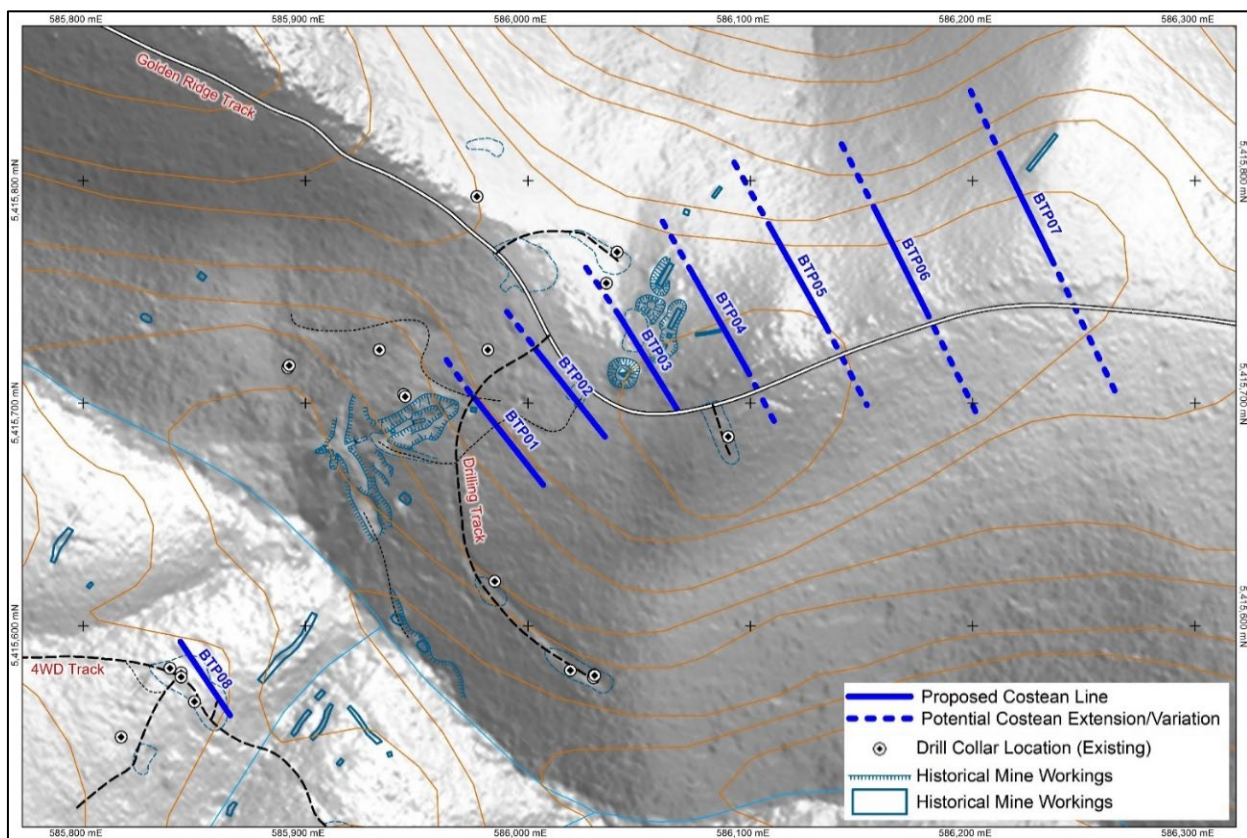 585,800 mE
585,900 mE
586,000 mE
586,100 mE
586,200 mE
586,300 mE
Golden Ridge Track
5,415,800 mN
5,415,800 mN
BTP07
BTP06
BTP05
BTP04
BTP03
BTP02
BTP01
5,415,700 mN
5,415,700 mN
Drilling Track
5,415,600 mN
5,415,600 mN
4WD Track
BTP08
Proposed Costean Line
Potential Costean Extension/Variation
Drill Collar Location (Existing)
Historical Mine Workings
Historical Mine Workings
585,800 mE
585,900 mE
586,000 mE
586,100 mE
586,200 mE
586,300 mE